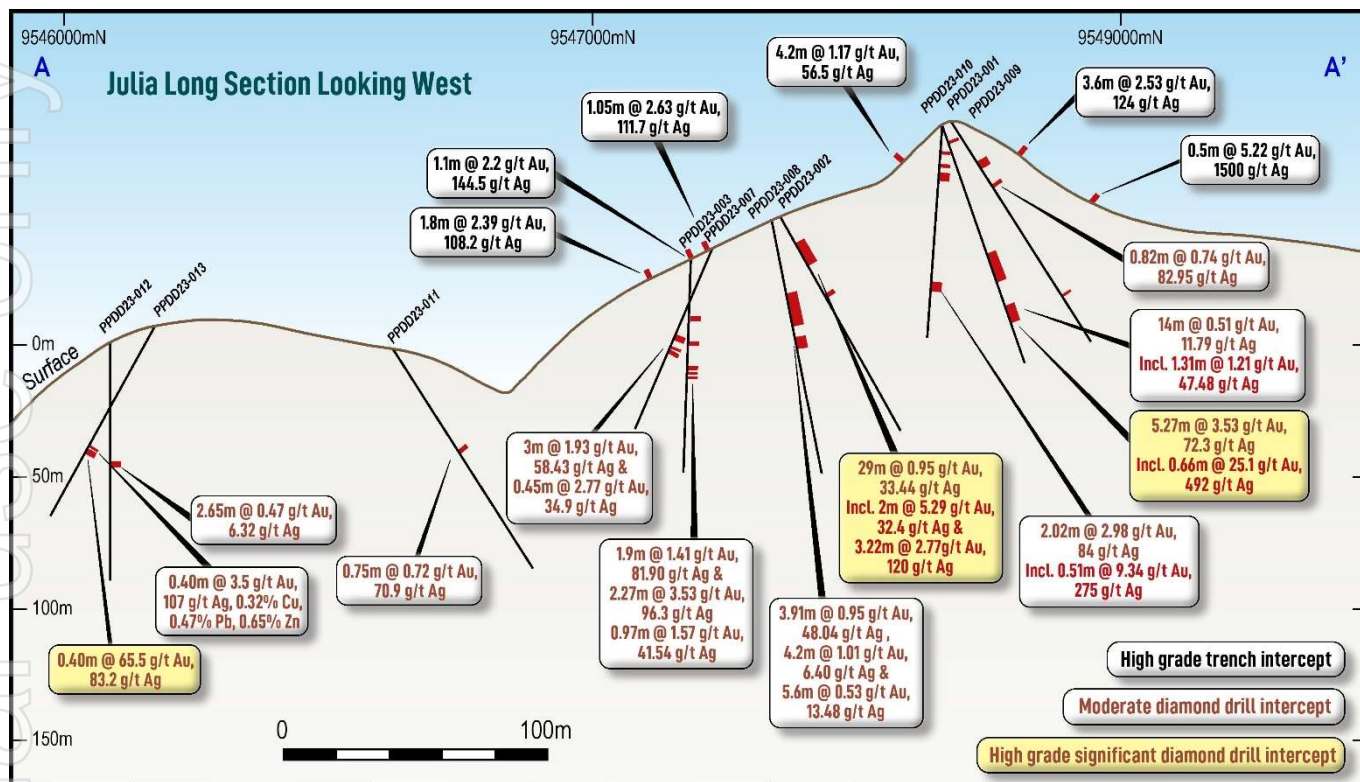 9546000mN
9547000mN
9549000mN
A
A'
Julia Long Section Looking West
4.2m @ 1.17 g/t Au,
56.5 g/t Ag
PPDD23-010
PPDD23-001
PPDD23-009
3.6m @ 2.53 g/t Au,
124 g/t Ag
1.05m @ 2.63 g/t Au,
111.7 g/t Ag
1.1m @ 2.2 g/t Au,
144.5 g/t Ag
0.5m @ 5.22 g/t Au,
1500 g/t Ag
1.8m @ 2.39 g/t Au,
108.2 g/t Ag
PPDD23-003
PPDD23-007
PPDD23-008
PPDD23-002
PPDD23-012
PPDD23-013
PPDD23-011
0.82m @ 0.74 g/t Au,
82.95 g/t Ag
0m
Surface
14m @ 0.51 g/t Au,
11.79 g/t Ag
Incl. 1.31m @ 1.21 g/t Au,
47.48 g/t Ag
5.27m @ 3.53 g/t Au,
72.3 g/t Ag
Incl. 0.66m @ 25.1 g/t Au,
492 g/t Ag
3m @ 1.93 g/t Au,
58.43 g/t Ag &
0.45m @ 2.77 g/t Au,
34.9 g/t Ag
29m @ 0.95 g/t Au,
33.44 g/t Ag
Incl. 2m @ 5.29 g/t Au,
32.4 g/t Ag &
3.22m @ 2.77g/t Au,
120 g/t Ag
50m
2.65m @ 0.47 g/t Au,
6.32 g/t Ag
2.02m @ 2.98 g/t Au,
84 g/t Ag
Incl. 0.51m @ 9.34 g/t Au,
275 g/t Ag
0.40m @ 3.5 g/t Au,
107 g/t Ag, 0.32% Cu,
0.47% Pb, 0.65% Zn
0.75m @ 0.72 g/t Au,
70.9 g/t Ag
1.9m @ 1.41 g/t Au,
81.90 g/t Ag &
2.27m @ 3.53 g/t Au,
96.3 g/t Ag
0.97m @ 1.57 g/t Au,
41.54 g/t Ag
3.91m @ 0.95 g/t Au,
48.04 g/t Ag ,
4.2m @ 1.01 g/t Au,
6.40 g/t Ag &
5.6m @ 0.53 g/t Au,
13.48 g/t Ag
100m
0.40m @ 65.5 g/t Au,
83.2 g/t Ag
High grade trench intercept
Moderate diamond drill intercept
High grade significant diamond drill intercept
0
100m
150m